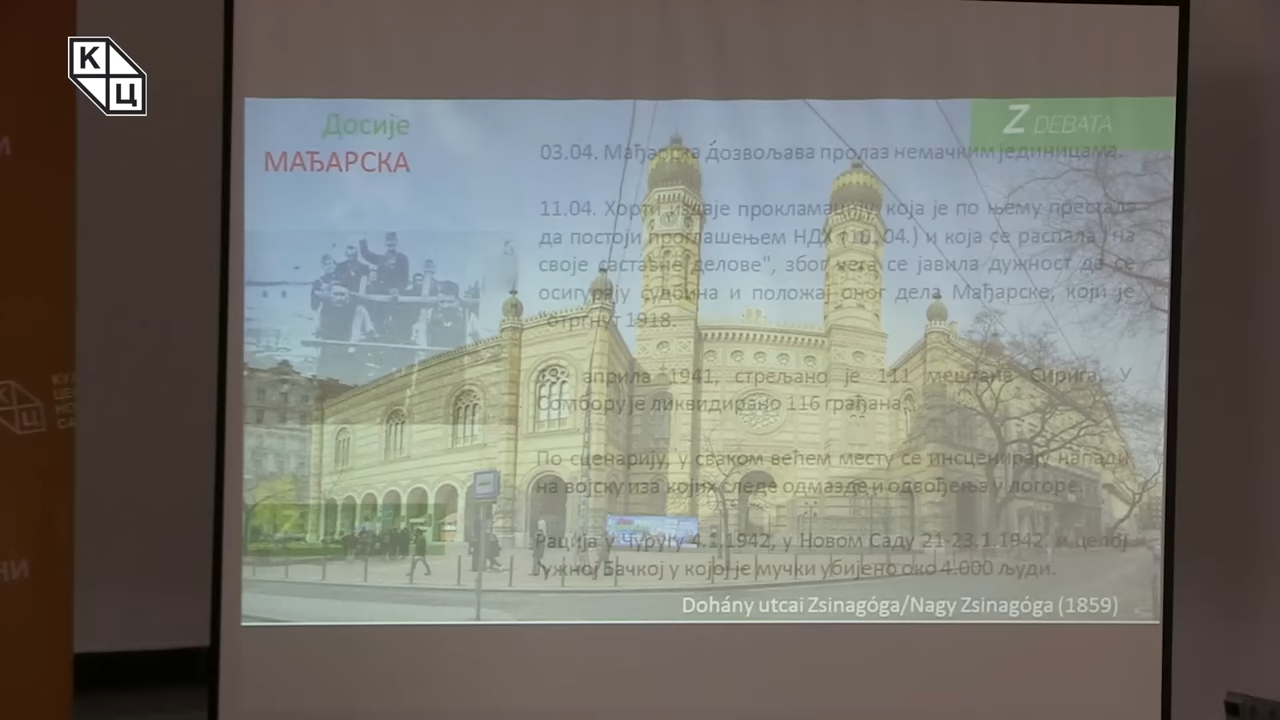 К
Ц
Досије
МАЂАРСКА
Z DEBATA
03.04. Мађарска дозвољава пролаз немачким јединицама.
11.04. Хорти издаје прокламацију, која је по њему престала
да постоји проглашењем НДХ (10. 04.) и која се распала „на
своје саставне делове", због чега се јавила дужност да се
осигурају судбина и положај оног дела Мађарске, који је
отргнут 1918.
априла 1941, стрељано је 111 мештана Сирига. У
Сомбору је ликвидирано 116 грађана.
По сценарију, у сваком већем месту се инсценирају напади
на војску иза којих следе одмазде и одвођења у логоре.
Рација у Чуругу 4.1.1942, у Новом Саду 21-23.1.1942. и целој
јужној Бачкој у којој је мучки убијено око 4.000 људи.
Dohány utcai Zsinagóga/Nagy Zsinagóga (1859)